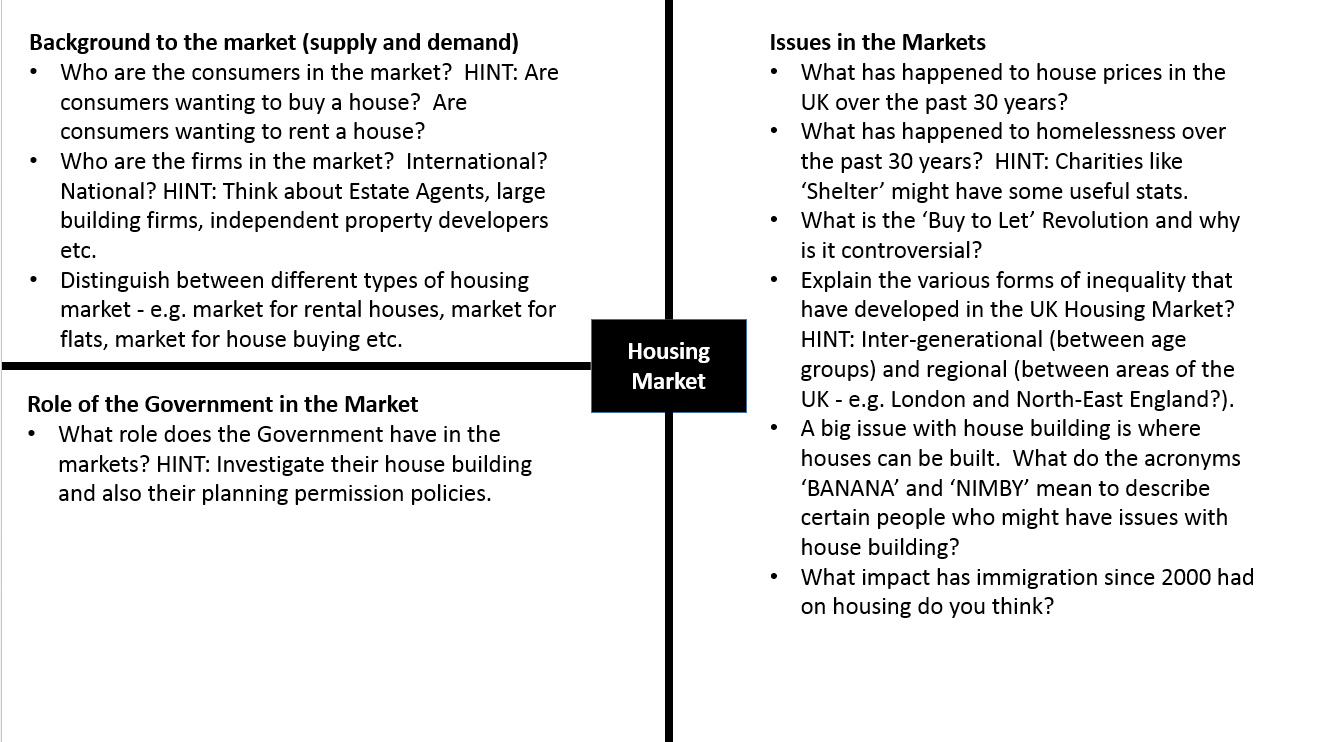 Background to the market (supply and demand)
• Who are the consumers in the market?  HINT: Are
consumers wanting to buy a house?  Are
consumers wanting to rent a house?
• Who are the firms in the market?  International?
National? HINT: Think about Estate Agents, large
building firms, independent property developers
etc.
• Distinguish between different types of housing
market - e.g. market for rental houses, market for
flats, market for house buying etc.
Role of the Government in the Market
• What role does the Government have in the
markets? HINT: Investigate their house building
and also their planning permission policies.
Housing
Market
Issues in the Markets
• What has happened to house prices in the
UK over the past 30 years?
• What has happened to homelessness over
the past 30 years?  HINT: Charities like
‘Shelter’ might have some useful stats.
• What is the ‘Buy to Let’ Revolution and why
is it controversial?
• Explain the various forms of inequality that
have developed in the UK Housing Market?
HINT: Inter-generational (between age
groups) and regional (between areas of the
UK - e.g. London and North-East England?).
• A big issue with house building is where
houses can be built.  What do the acronyms
‘BANANA’ and ‘NIMBY’ mean to describe
certain people who might have issues with
house building?
• What impact has immigration since 2000 had
on housing do you think?